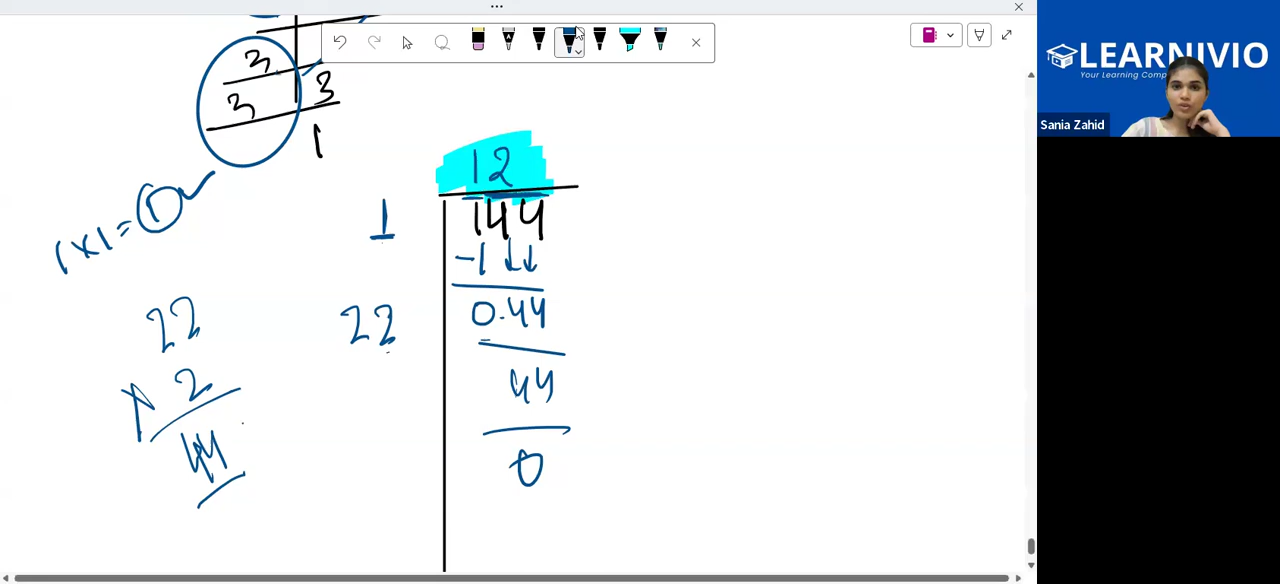 3
3 3
1
LEARNIVIO
Your Learning Comp
Sania Zahid
12
1 144
-1↓↓
1×1=1
22 22 0.44
× 2
44 44
0